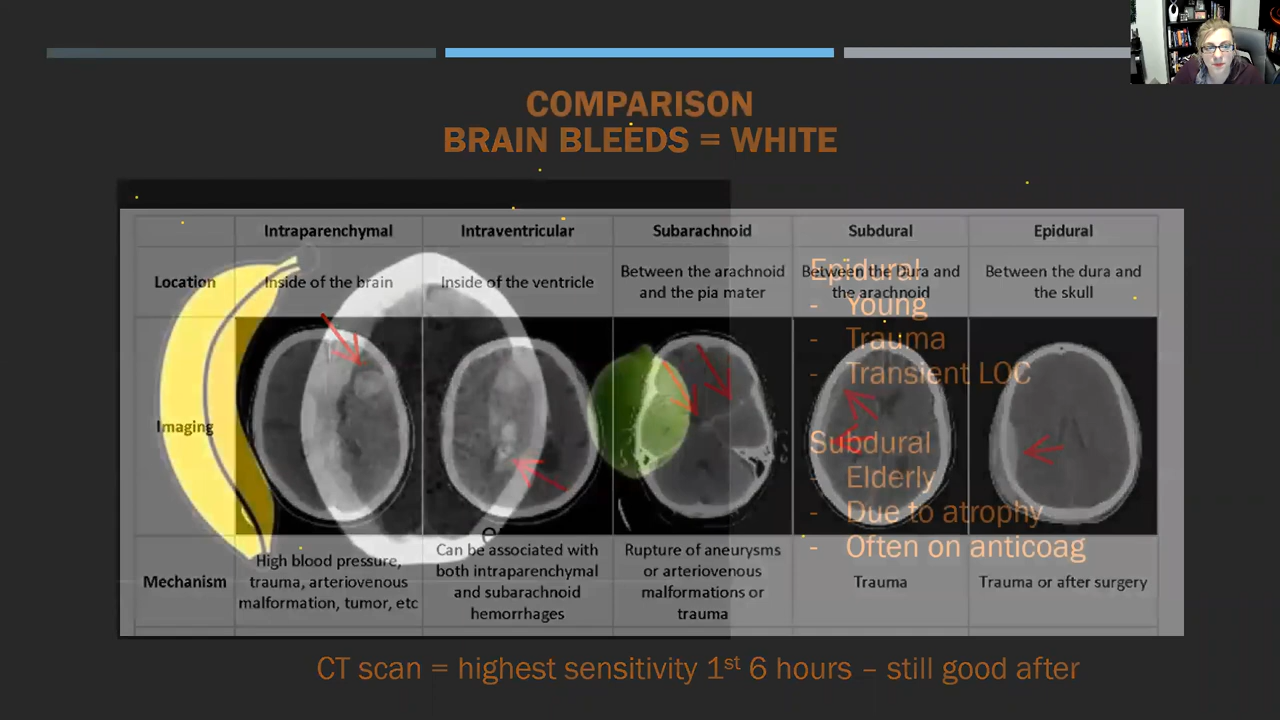 COMPARISON
BRAIN BLEEDS = WHITE
Intraparenchymal Intraventricular Subarachnoid Subdural Epidural
Location
Inside of the brain
Inside of the ventricle
Between the arachnoid
and the pia mater
Between the Dura and
the arachnoid
Between the dura and
the skull
Imaging
Mechanism
High blood pressure,
trauma, arteriovenous
malformation, tumor, etc
Can be associated with
both intraparenchymal
and subarachnoid
hemorrhages
Rupture of aneurysms
or arteriovenous
malformations or
trauma
Trauma
Trauma or after surgery
Epidural
- Young
- Trauma
- Transient LOC
Subdural
- Elderly
- Due to atrophy
- Often on anticoag
CT scan = highest sensitivity 1st 6 hours – still good after